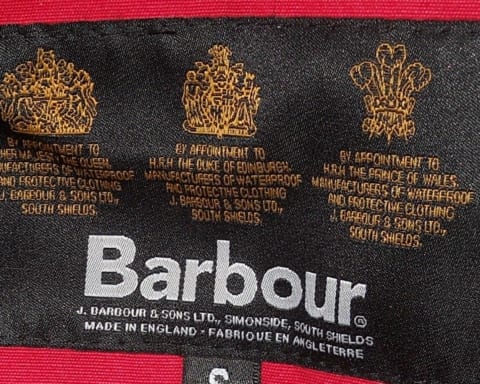 BY APPOINTMENT TO
HER MAJESTY THE QUEEN,
MANUFACTURERS OF WATERPROOF
AND PROTECTIVE CLOTHING
J. BARBOUR & SONS LTD.,
SOUTH SHIELDS.
BY APPOINTMENT TO
H.R.H. THE DUKE OF EDINBURGH,
MANUFACTURERS OF WATERPROOF
AND PROTECTIVE CLOTHING
J. BARBOUR & SONS LTD.,
SOUTH SHIELDS.
BY APPOINTMENT TO
H.R.H. THE PRINCE OF WALES,
MANUFACTURERS OF WATERPROOF
AND PROTECTIVE CLOTHING
J. BARBOUR & SONS LTD.,
SOUTH SHIELDS.
Barbour®
J. BARBOUR & SONS LTD., SIMONSIDE, SOUTH SHIELDS
MADE IN ENGLAND - FABRIQUE EN ANGLETERRE
S